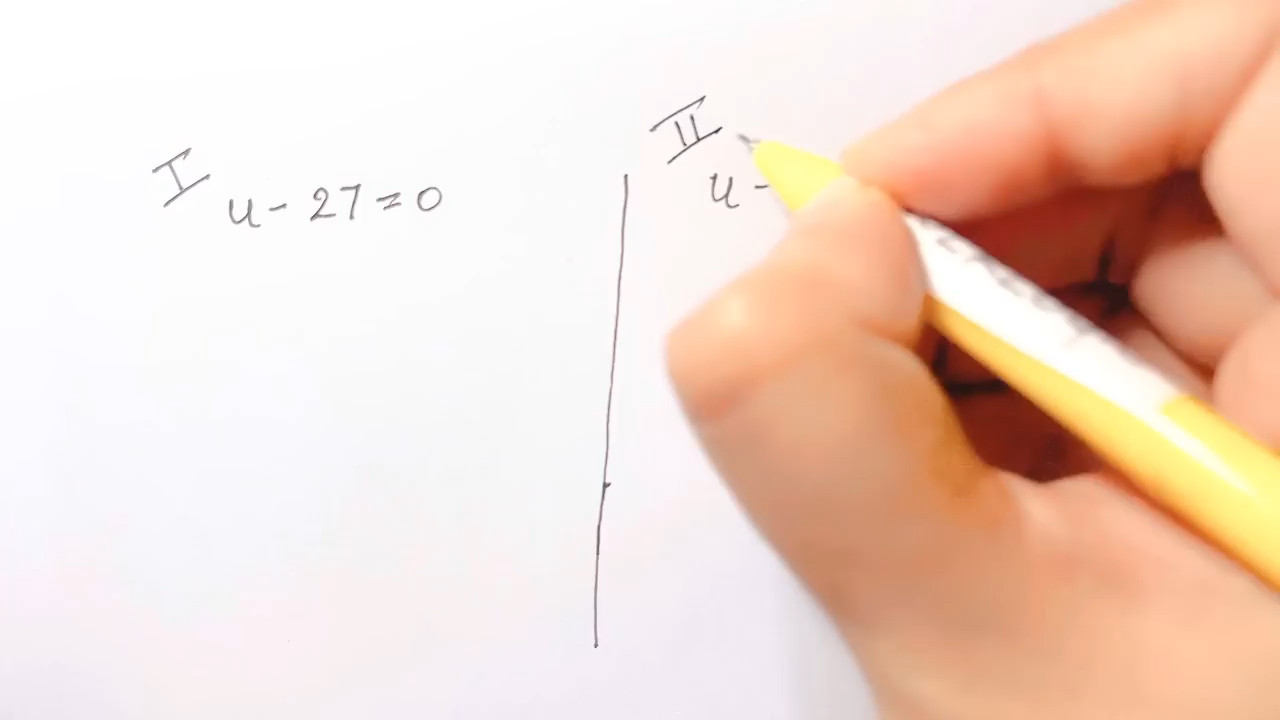 I
u - 27 = 0
II
u -